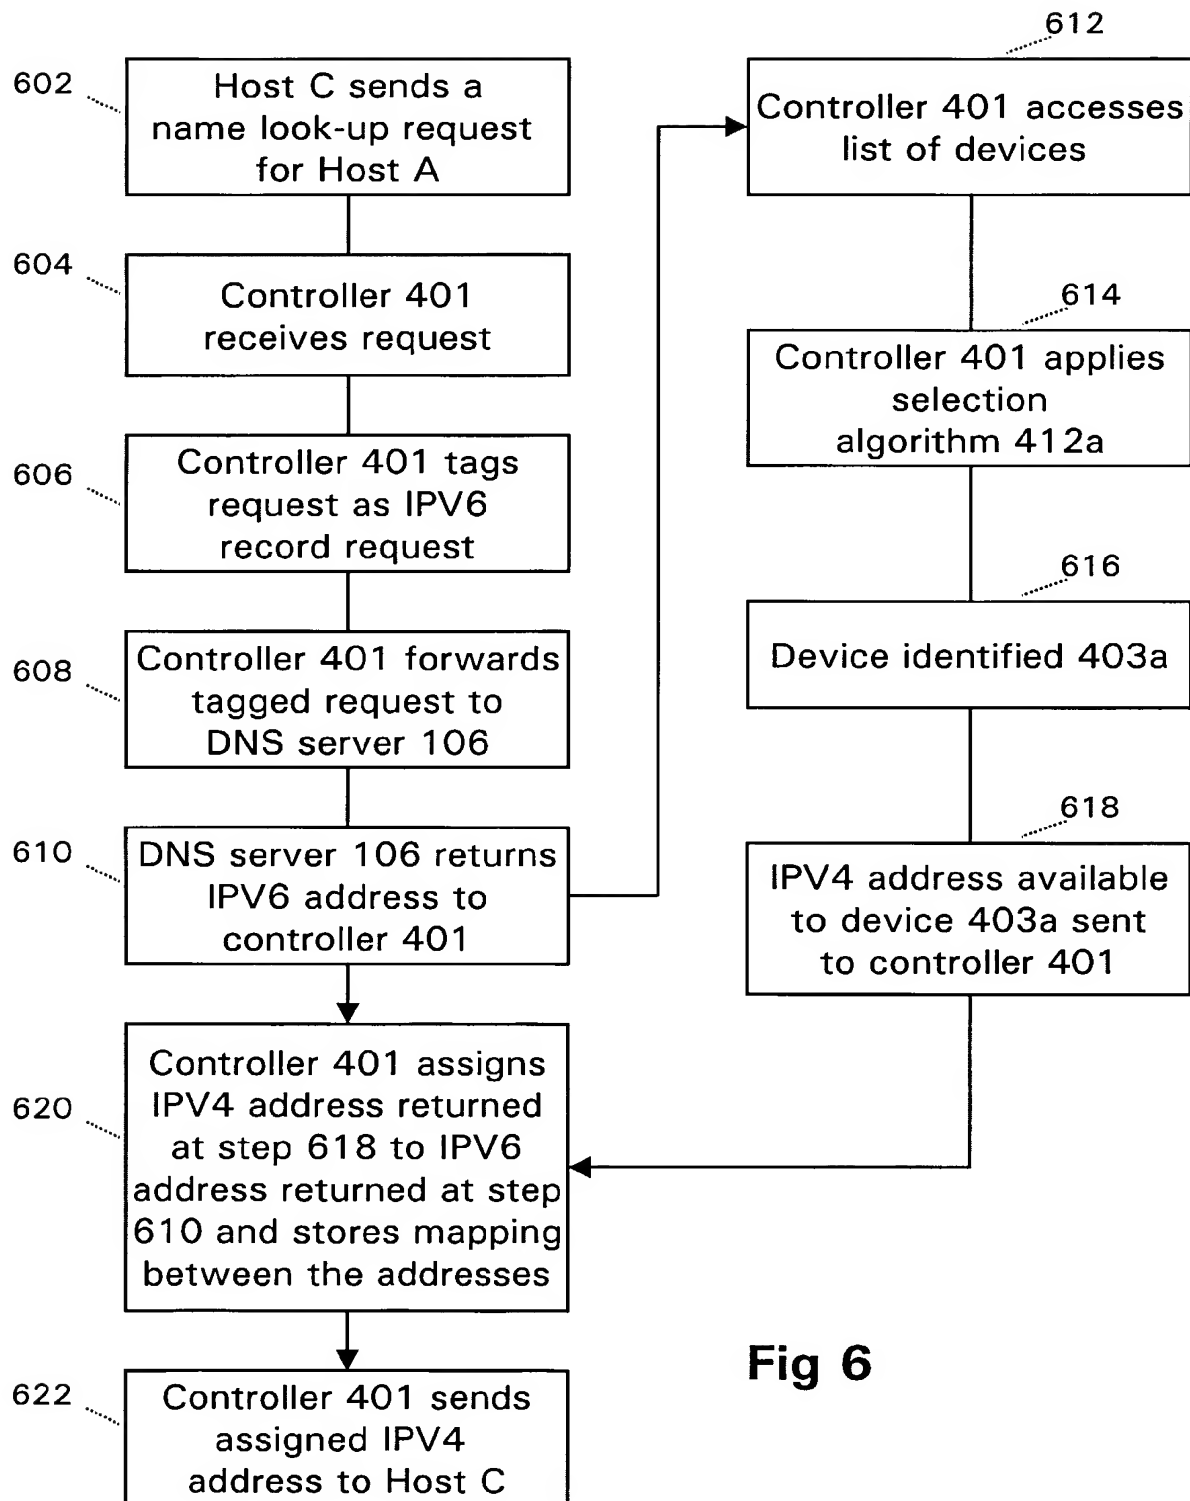 602
Host C sends a
name look-up request
for Host A
604
Controller 401
receives request
606
Controller 401 tags
request as IPV6
record request
608
Controller 401 forwards
tagged request to
DNS server 106
610
DNS server 106 returns
IPV6 address to
controller 401
612
Controller 401 accesses
list of devices
614
Controller 401 applies
selection
algorithm 412a
616
Device identified 403a
618
IPV4 address available
to device 403a sent
to controller 401
620
Controller 401 assigns
IPV4 address returned
at step 618 to IPV6
address returned at step
610 and stores mapping
between the addresses
622
Controller 401 sends
assigned IPV4
address to Host C
Fig 6